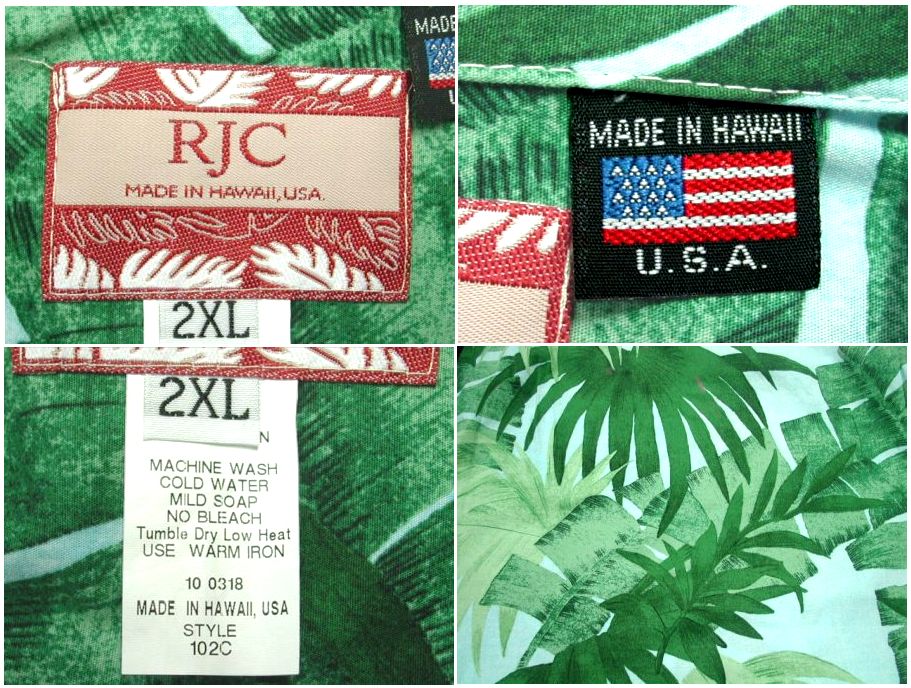 RJC
MADE IN HAWAII, USA.
2XL
MADE
U
MADE IN HAWAII
U.S.A.
2XL
N
MACHINE WASH
COLD WATER
MILD SOAP
NO BLEACH
Tumble Dry Low Heat
USE WARM IRON
10 0318
MADE IN HAWAII, USA
STYLE
102C